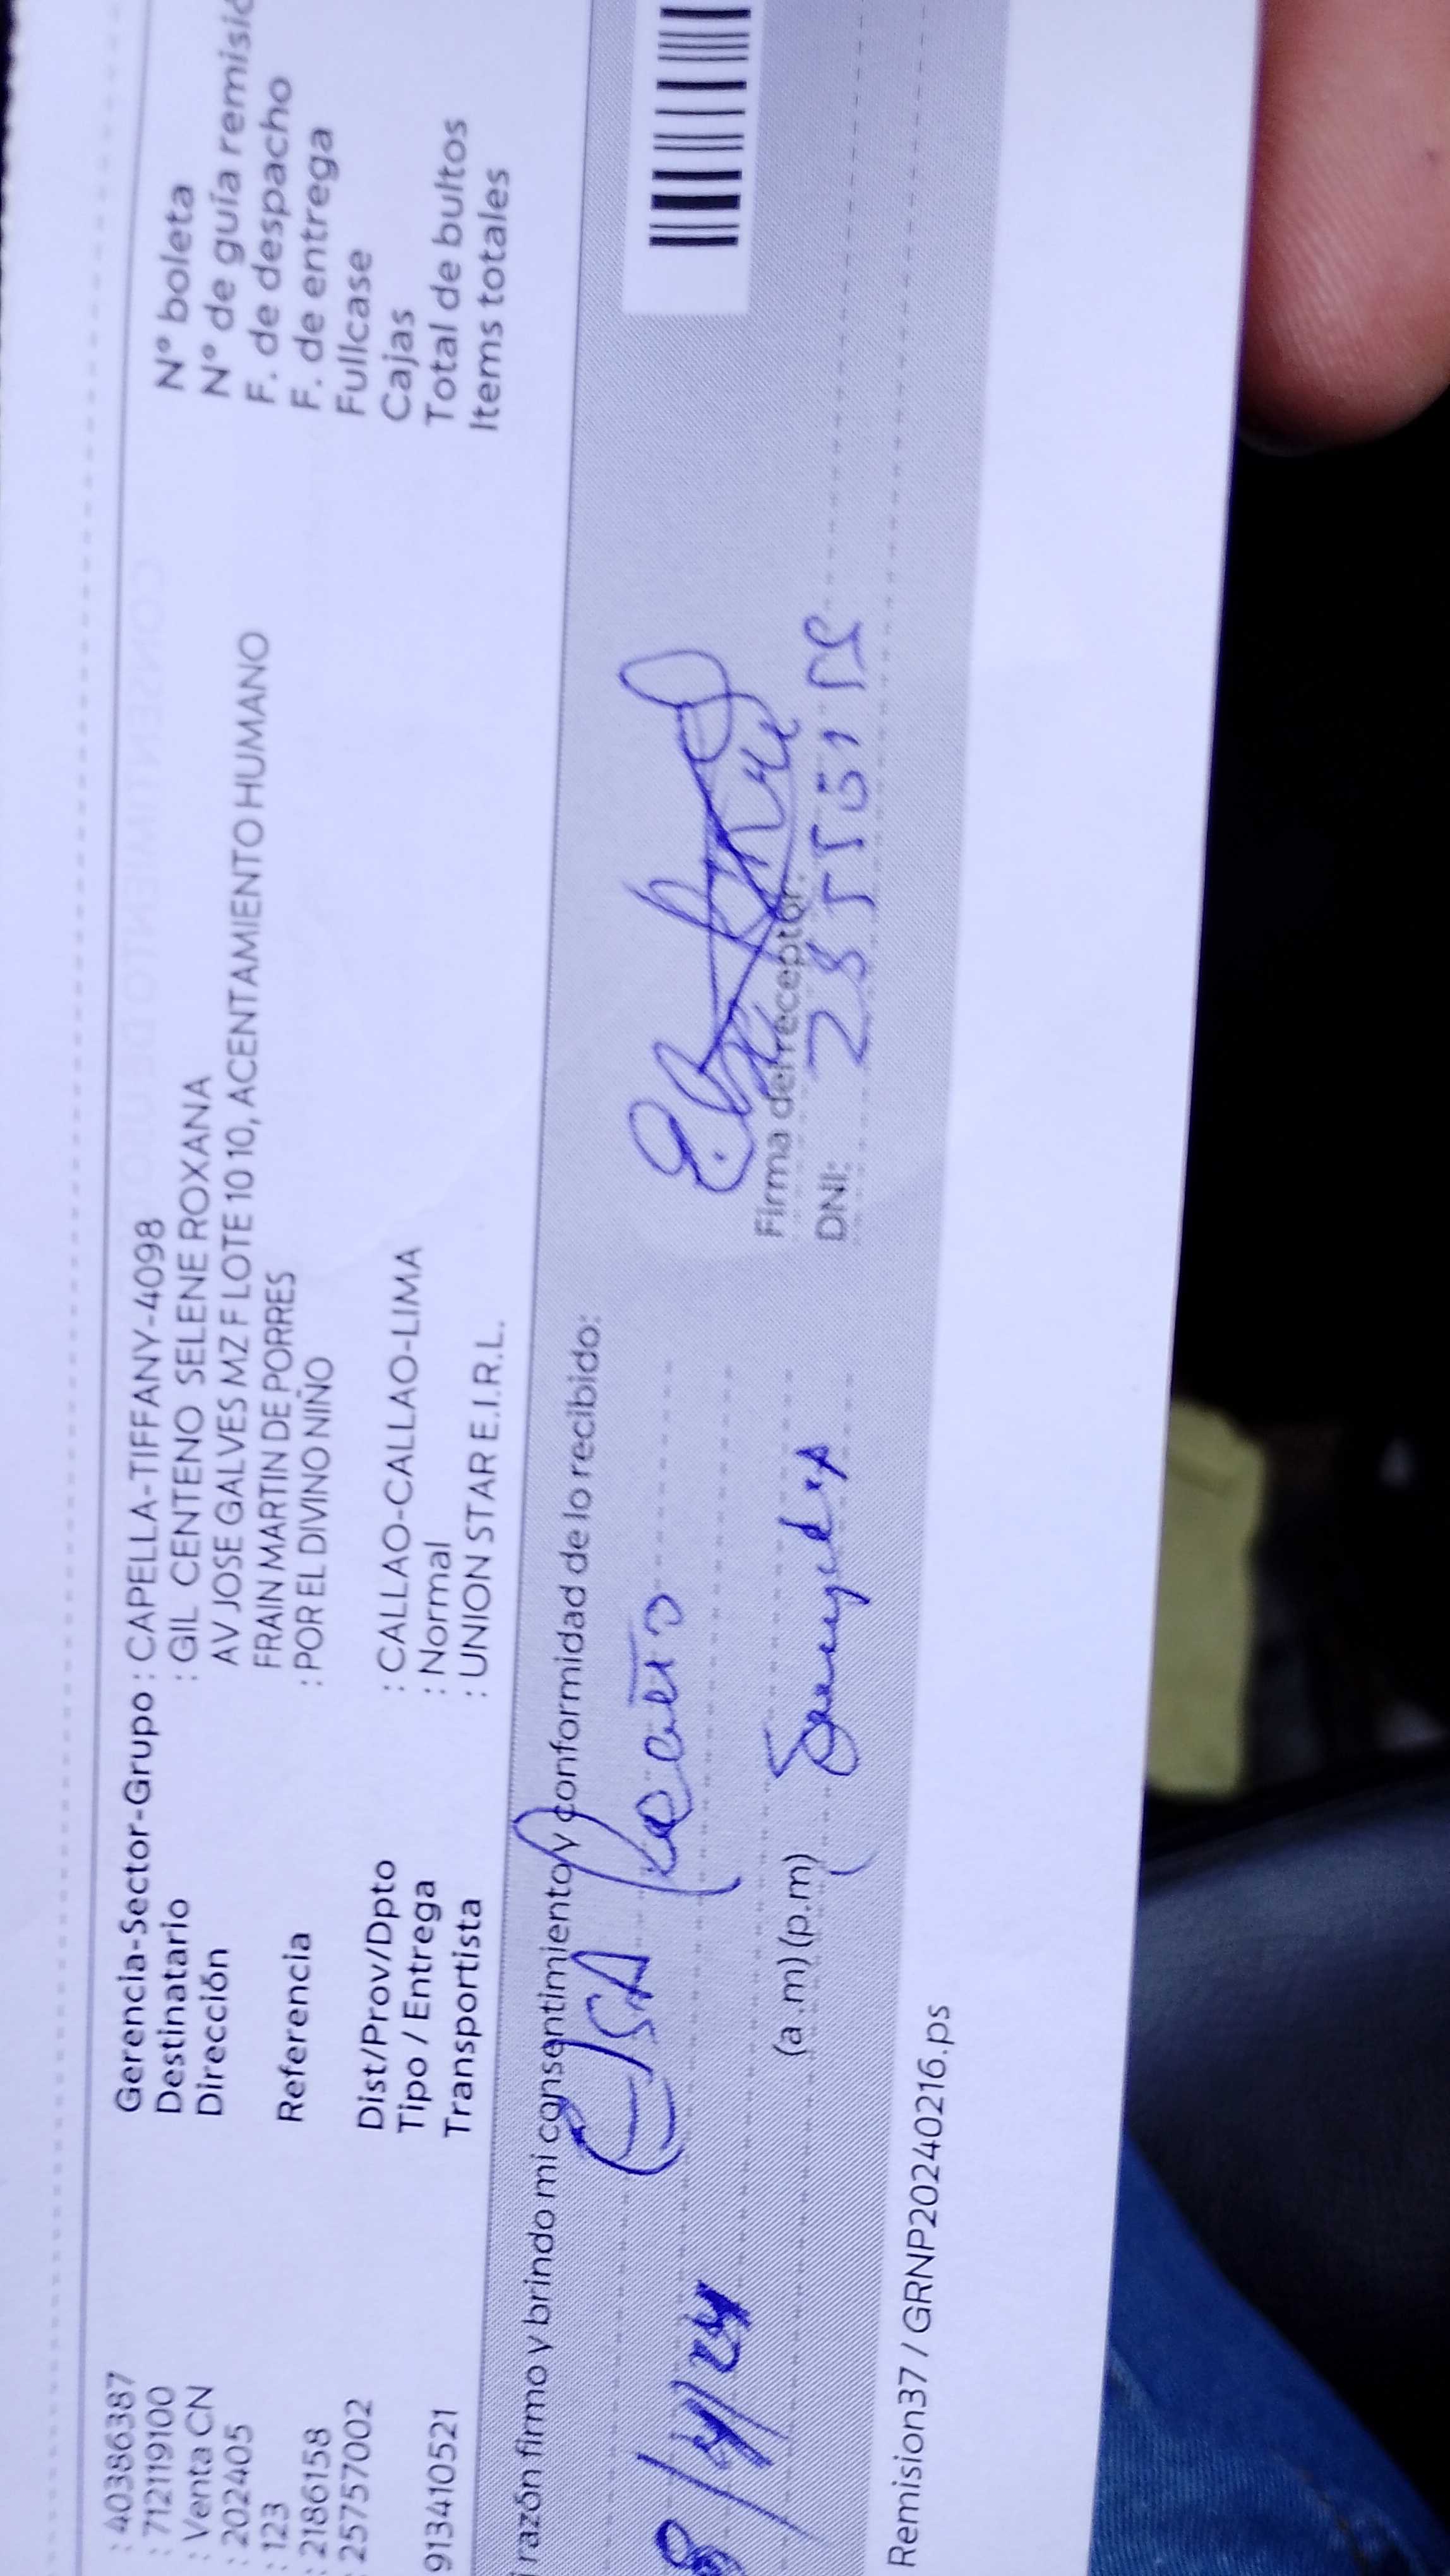 : 40386387 Gerencia-Sector-Grupo : CAPELLA-TIFFANY-4098
: 712119100 Destinatario : GIL CENTENO SELENE ROXANA N° boleta
: Venta CN Dirección AV JOSE GALVES MZ F LOTE 10 10, ACENTAMIENTO HUMANO N° de guía remisió
: 202405 FRAIN MARTIN DE PORRES F. de despacho
: 123 Referencia : POR EL DIVINO NIÑO F. de entrega
: 2186158 Fullcase
: 25757002 Dist/Prov/Dpto : CALLAO-CALLAO-LIMA Cajas
Tipo / Entrega : Normal Total de bultos
913410521 Transportista : UNION STAR E.I.R.L. Items totales
razón firmo y brindo mi consentimiento y conformidad de lo recibido:
8/4/24 ElSA
Firma del receptor:
(a.m)(p.m) DNI:
Remision37 / GRNP20240216.ps